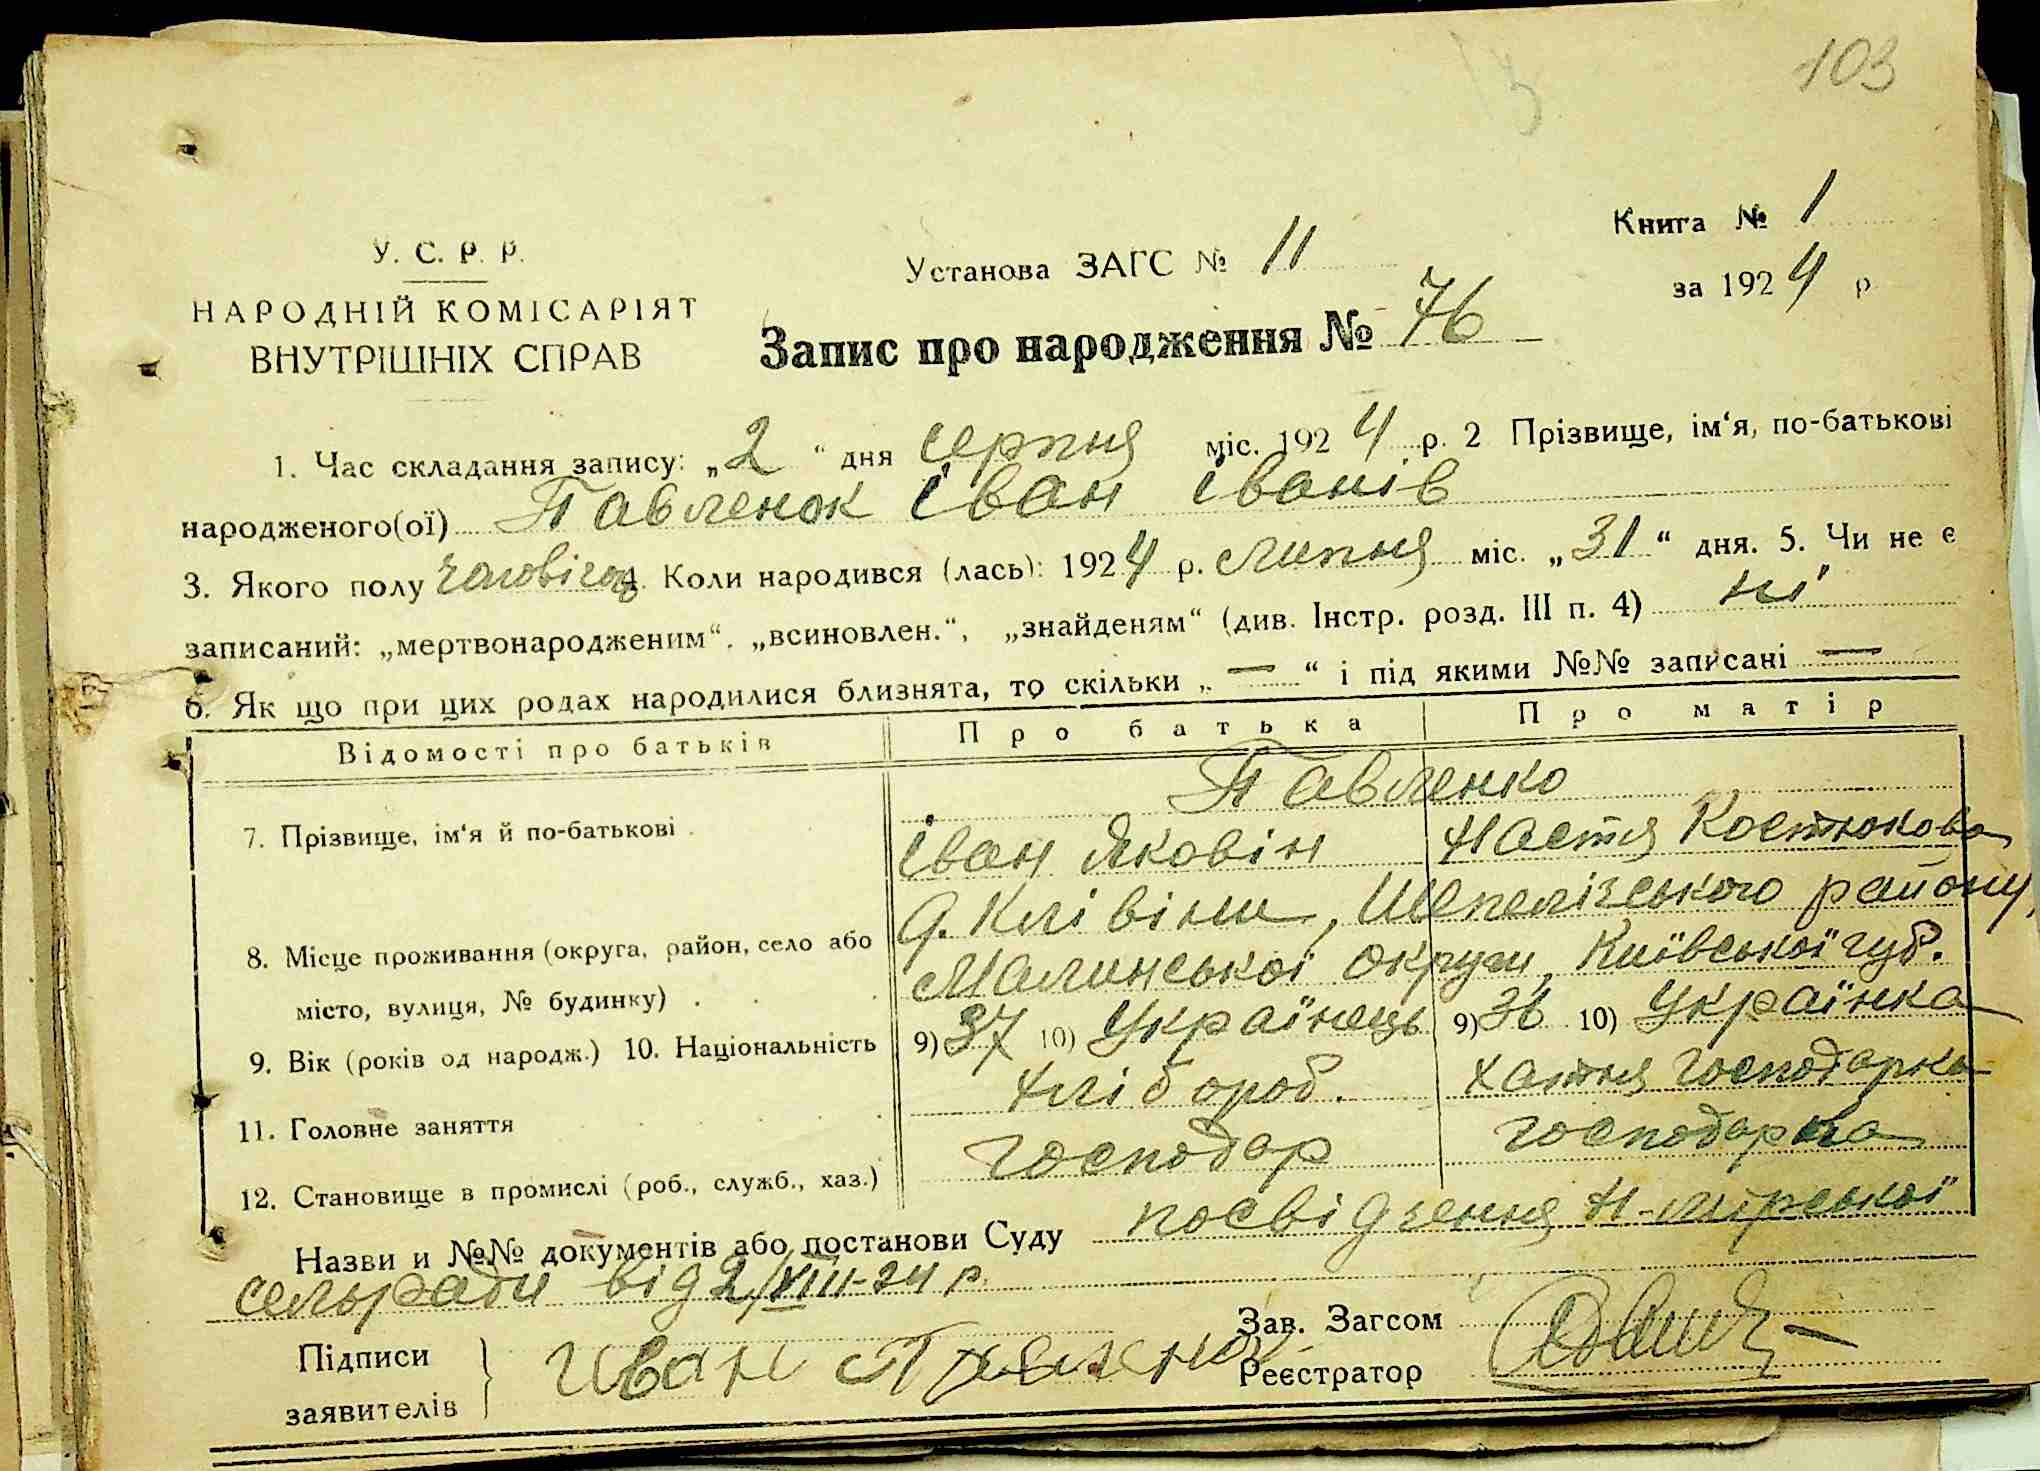 103
Книга № 1
У. С. Р. Р.
Установа ЗАГС № 11
за 1924 р
НАРОДНІЙ КОМІСАРІЯТ
ВНУТРІШНІХ СПРАВ
Запис про народження № 76
1. Час складання запису: „2“ дня серпня міс. 1924 р. 2 Прізвище, ім‘я, по-батькові
народженого(ої) Павленок Іван Іванів
3. Якого полу чоловічоц 4. Коли народився (лась): 1924 р. липня міс. „31“ дня. 5. Чи не є
записаний: „мертвонародженим“. „всиновлен.“, „знайденям“ (див. Інстр. розд. III п. 4) ні
6. Як що при цих родах народилися близнята, то скільки „—“ і під якими №№ записані —
Відомості про батьків Про батька Про матір
Павленко
7. Прізвище, ім‘я й по-батькові Іван Яковін Настя Костюкова
8. Місце проживання (округа, район, село або д. Клівіни, Шепелізького району,
місто, вулиця, № будинку) Малинської округи, Київської губ.
9. Вік (років од народж.) 10. Національність 9) 37 10) Українець 9) 36 10) Українка
11. Головне заняття хлібороб. хатня господарка
12. Становище в промислі (роб., служб., хаз.) господар господарка
Назви и №№ документів або постанови Суду посвідчення Н-мірської
сельради від 2/VIII-24 р.
Зав. Загсом
Підписи Иван
Реєстратор
заявителів